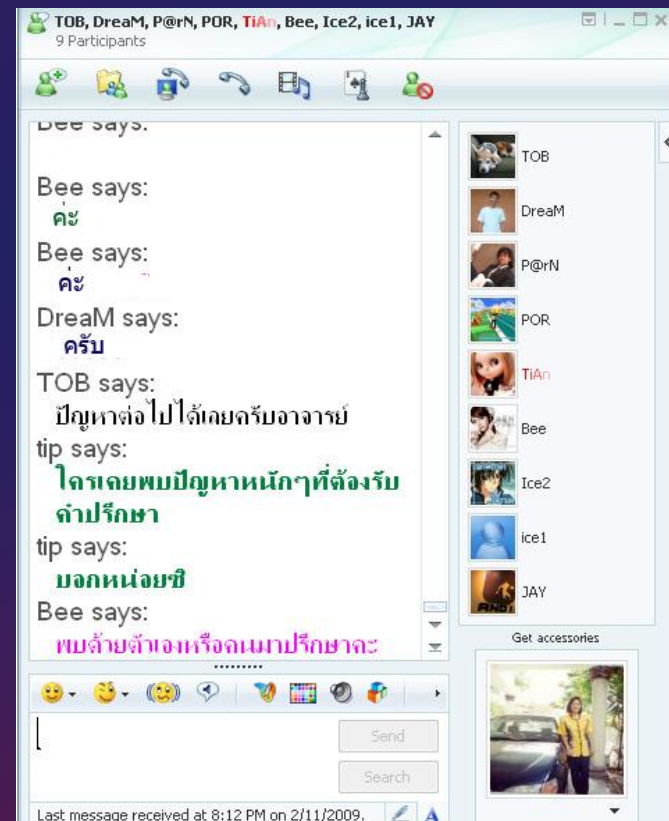 TOB, DreaM, P@rN, POR, TiAn, Bee, Ice2, ice1, JAY
9 Participants
Bee says:
Bee says:
ค่ะ
Bee says:
ค่ะ
DreaM says:
ครับ
TOB says:
ปัญหาต่อไปได้เลยครับอาจารย์
tip says:
ใครเคยพบปัญหาหนักๆที่ต้องรับ
คำปรึกษา
tip says:
บอกหน่อยซิ
Bee says:
พบด้วยตัวเองหรือคนมาปรึกษาคะ
TOB
DreaM
P@rN
POR
TiAn
Bee
Ice2
ice1
JAY
Get accessories
Send
Search
Last message received at 8:12 PM on 2/11/2009.
A